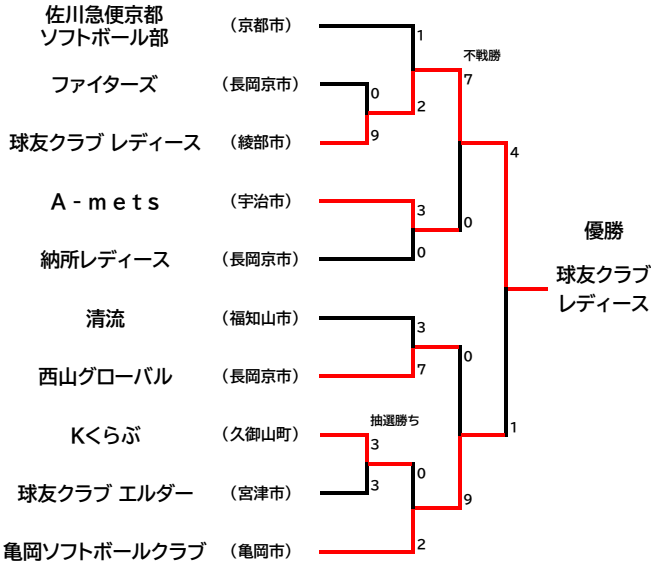 佐川急便京都
ソフトボール部 （京都市）
1
不戦勝
ファイターズ （長岡京市）
7
0
2
球友クラブ レディース （綾部市）
9
4
A - m e t s （宇治市）
3
0
優勝
納所レディース （長岡京市）
0
球友クラブ
レディース
清流 （福知山市）
3
0
西山グローバル （長岡京市）
7
抽選勝ち
1
Kくらぶ （久御山町）
3
0
球友クラブ エルダー （宮津市）
3
9
亀岡ソフトボールクラブ （亀岡市）
2